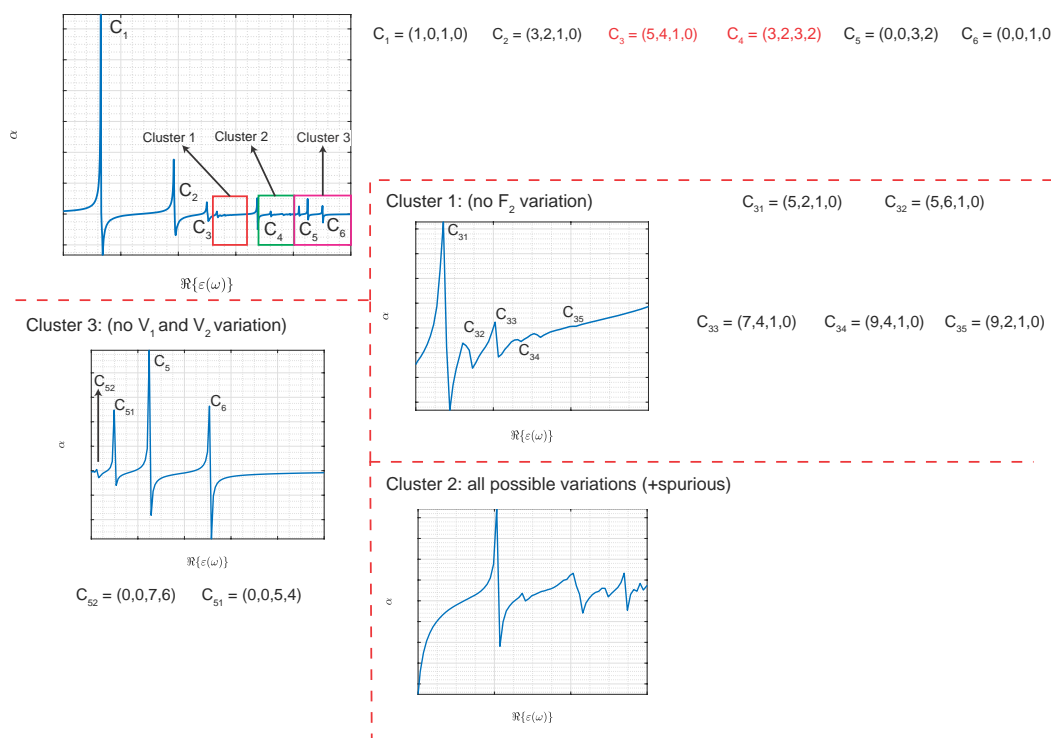 C1 = (1,0,1,0) C2 = (3,2,1,0) C3 = (5,4,1,0) C4 = (3,2,3,2) C5 = (0,0,3,2) C6 = (0,0,1,0
C1
Cluster 1 Cluster 2 Cluster 3
α
C2
C3 C4 C5 C6
ℜ{ε(ω)}
Cluster 1: (no F2 variation)
C31 = (5,2,1,0) C32 = (5,6,1,0)
C31
C32 C33 C34 C35
α
ℜ{ε(ω)}
C33 = (7,4,1,0) C34 = (9,4,1,0) C35 = (9,2,1,0)
Cluster 3: (no V1 and V2 variation)
C5
C52
C51 C6
α
ℜ{ε(ω)}
C52 = (0,0,7,6) C51 = (0,0,5,4)
Cluster 2: all possible variations (+spurious)
α
ℜ{ε(ω)}